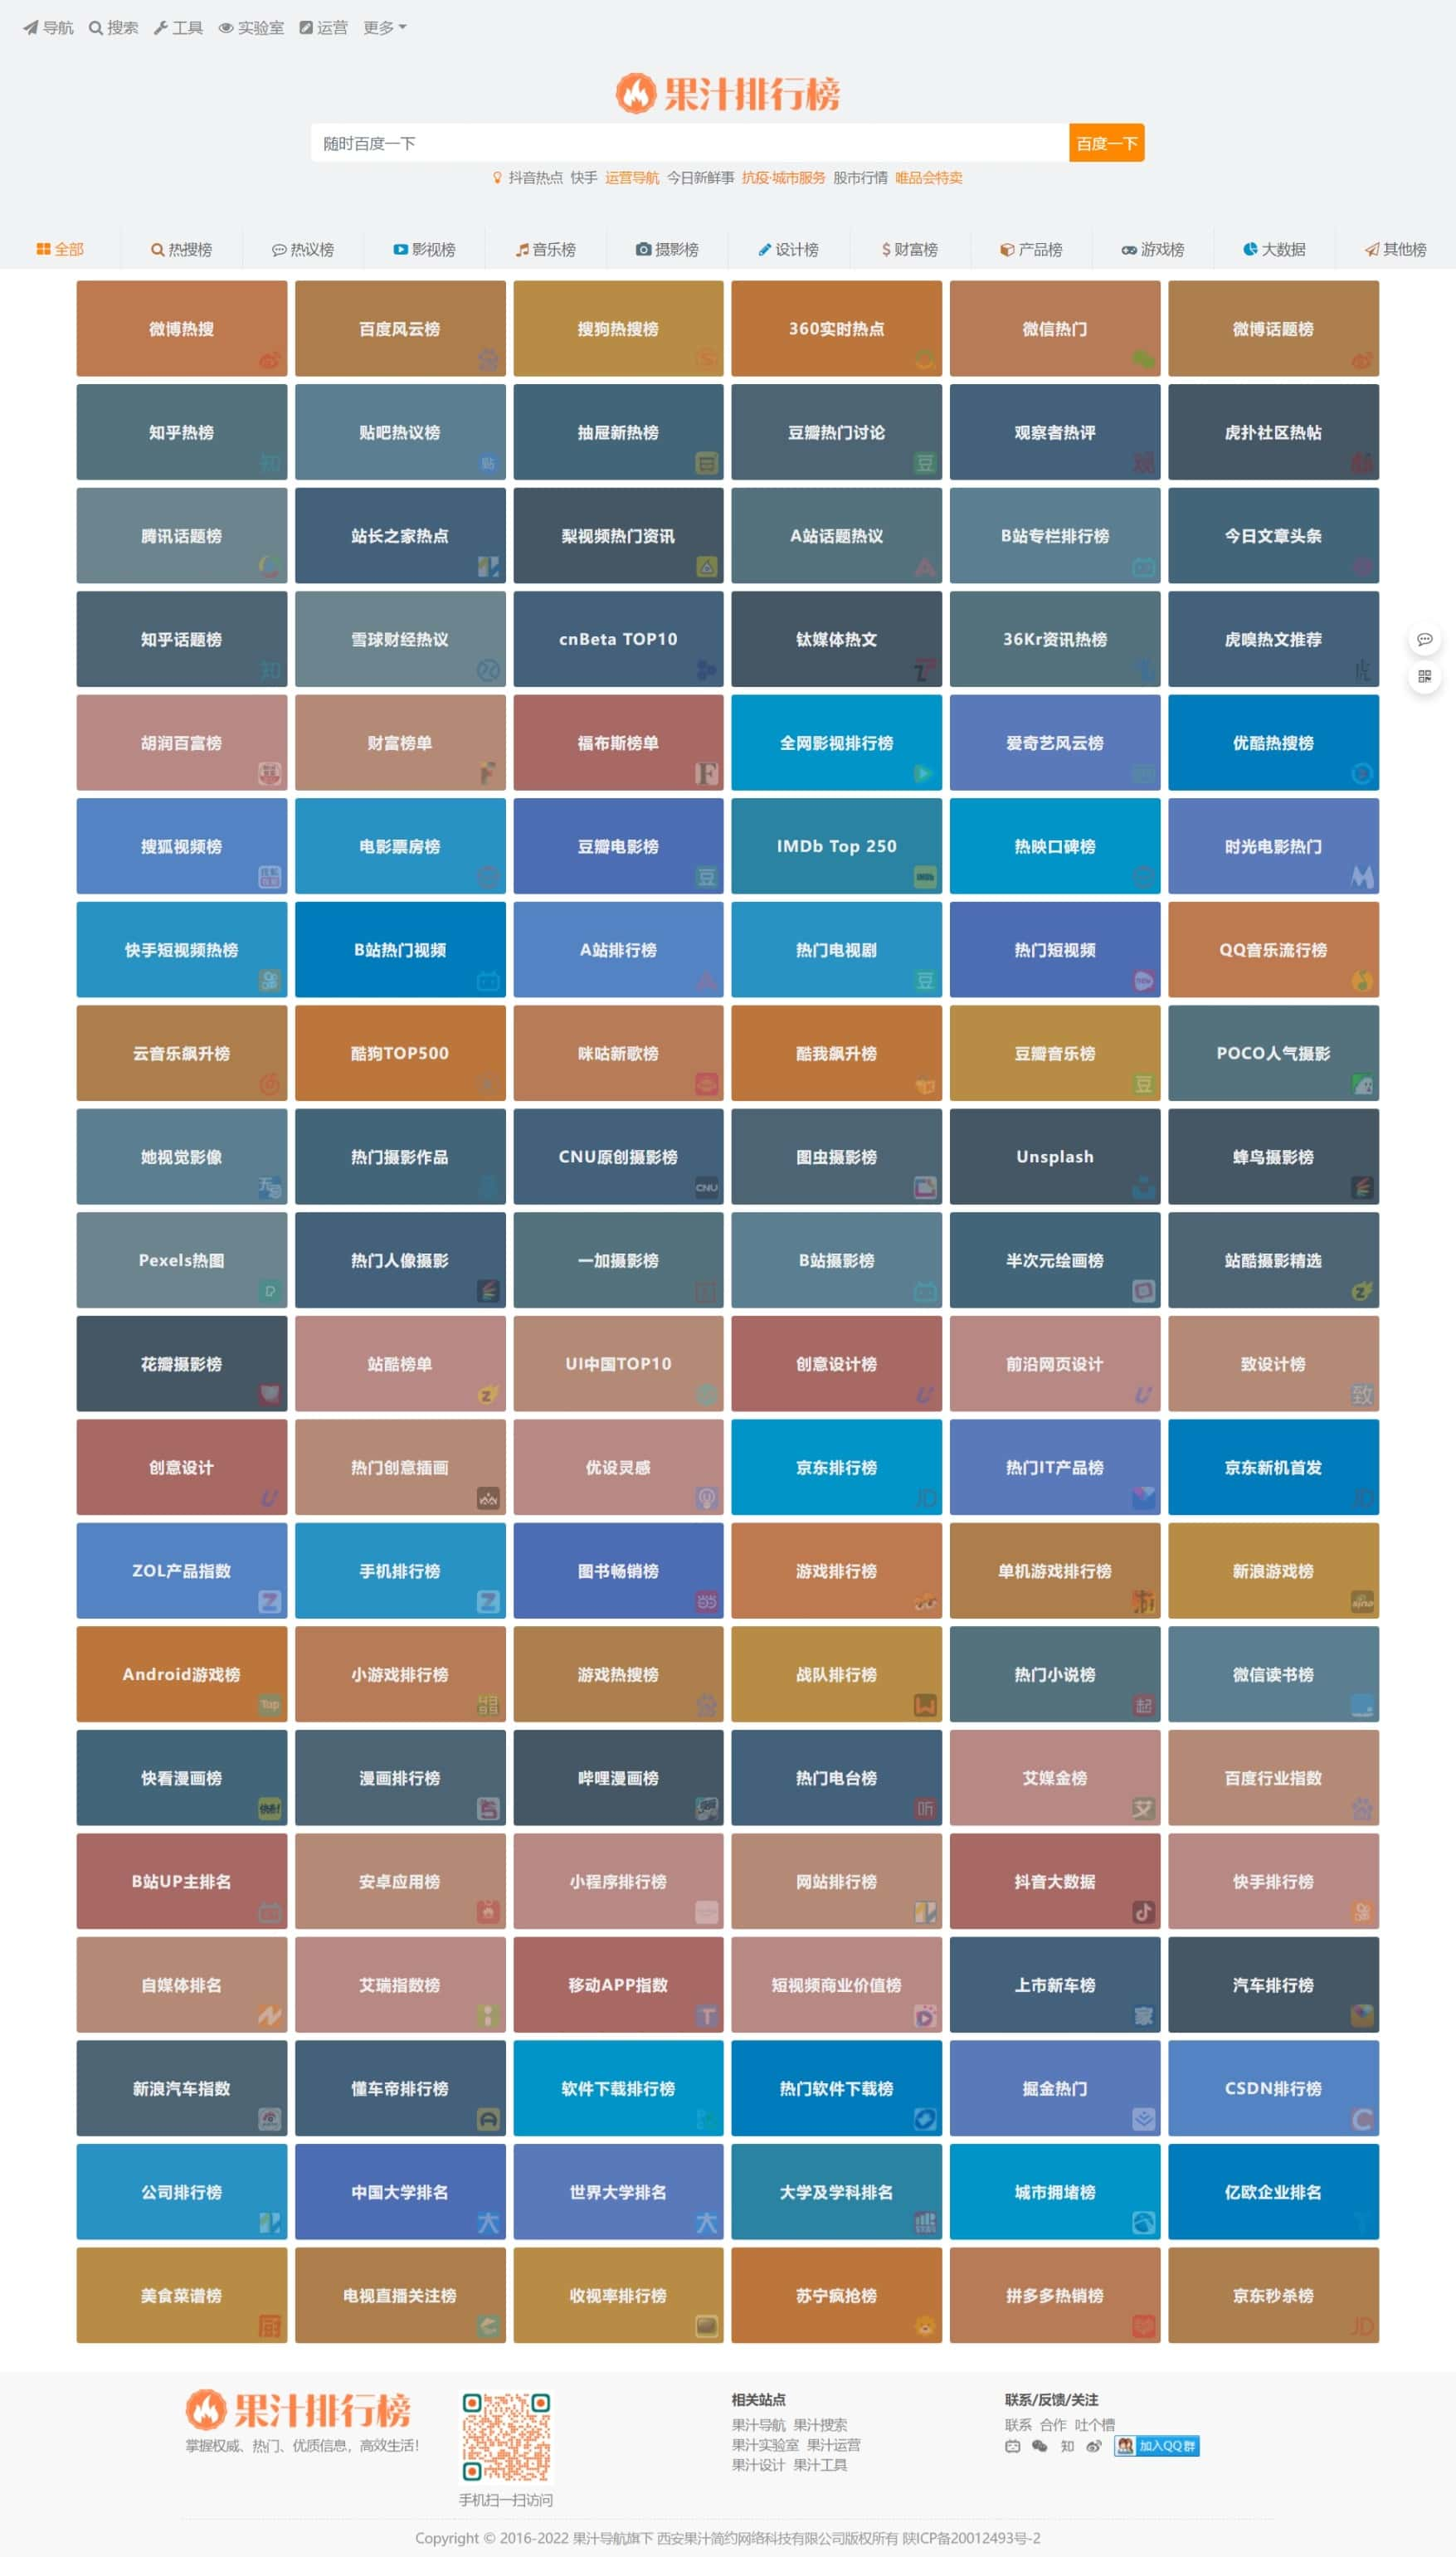 导航 搜索 工具 实验室 运营 更多
果汁排行榜
随时百度一下 百度一下
抖音热点 快手 运营导航 今日新鲜事 抗疫·城市服务 股市行情 唯品会特卖
全部 热搜榜 热议榜 影视榜 音乐榜 摄影榜 设计榜 财富榜 产品榜 游戏榜 大数据 其他榜
微博热搜 百度风云榜 搜狗热搜榜 360实时热点 微信热门 微博话题榜
知乎热榜 贴吧热议榜 抽屉新热榜 豆瓣热门讨论 观察者热评 虎扑社区热帖
腾讯话题榜 站长之家热点 梨视频热门资讯 A站话题热议 B站专栏排行榜 今日文章头条
知乎话题榜 雪球财经热议 cnBeta TOP10 钛媒体热文 36Kr资讯热榜 虎嗅热文推荐
胡润百富榜 财富榜单 福布斯榜单 全网影视排行榜 爱奇艺风云榜 优酷热搜榜
搜狐视频榜 电影票房榜 豆瓣电影榜 IMDb Top 250 热映口碑榜 时光电影热门
快手短视频热榜 B站热门视频 A站排行榜 热门电视剧 热门短视频 QQ音乐流行榜
云音乐飙升榜 酷狗TOP500 咪咕新歌榜 酷我飙升榜 豆瓣音乐榜 POCO人气摄影
她视觉影像 热门摄影作品 CNU原创摄影榜 图虫摄影榜 Unsplash 蜂鸟摄影榜
Pexels热图 热门人像摄影 一加摄影榜 B站摄影榜 半次元绘画榜 站酷摄影精选
花瓣摄影榜 站酷榜单 UI中国TOP10 创意设计榜 前沿网页设计 致设计榜
创意设计 热门创意插画 优设灵感 京东排行榜 热门IT产品榜 京东新机首发
ZOL产品指数 手机排行榜 图书畅销榜 游戏排行榜 单机游戏排行榜 新浪游戏榜
Android游戏榜 小游戏排行榜 游戏热搜榜 战队排行榜 热门小说榜 微信读书榜
快看漫画榜 漫画排行榜 哔哩漫画榜 热门电台榜 艾媒金榜 百度行业指数
B站UP主排名 安卓应用榜 小程序排行榜 网站排行榜 抖音大数据 快手排行榜
自媒体排名 艾瑞指数榜 移动APP指数 短视频商业价值榜 上市新车榜 汽车排行榜
新浪汽车指数 懂车帝排行榜 软件下载排行榜 热门软件下载榜 掘金热门 CSDN排行榜
公司排行榜 中国大学排名 世界大学排名 大学及学科排名 城市拥堵榜 亿欧企业排名
美食菜谱榜 电视直播关注榜 收视率排行榜 苏宁疯抢榜 拼多多热销榜 京东秒杀榜
果汁排行榜
掌握权威、热门、优质信息，高效生活！
手机扫一扫访问
相关站点
果汁导航 果汁搜索
果汁实验室 果汁运营
果汁设计 果汁工具
联系/反馈/关注
联系 合作 吐个槽
知 加入QQ群
Copyright © 2016-2022 果汁导航旗下 西安果汁简约网络科技有限公司版权所有 陕ICP备20012493号-2